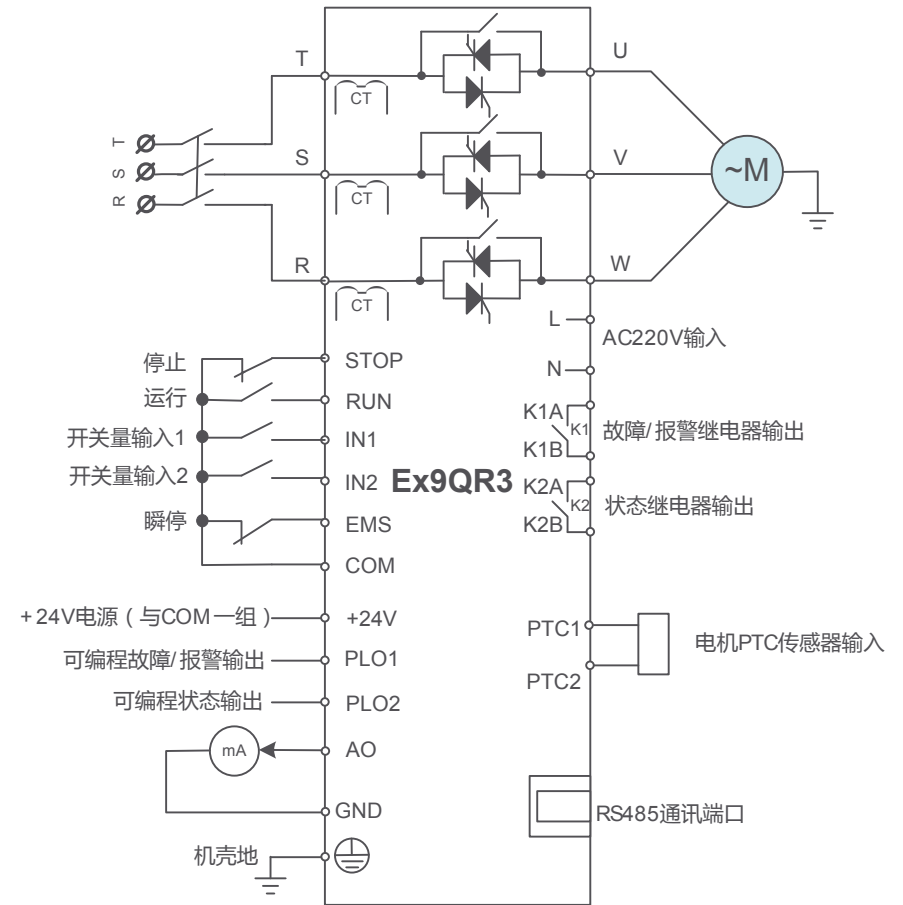 T
U
CT
T
S
V
~M
S
CT
R
R
W
CT
L
AC220V输入
N
停止
STOP
运行
RUN
K1A
K1
故障/报警继电器输出
K1B
开关量输入1
IN1
开关量输入2
IN2
Ex9QR3
K2A
K2
状态继电器输出
K2B
瞬停
EMS
COM
+24V电源(与COM一组)
+24V
PTC1
电机PTC传感器输入
PTC2
可编程故障/报警输出
PLO1
可编程状态输出
PLO2
mA
AO
GND
RS485通讯端口
机壳地